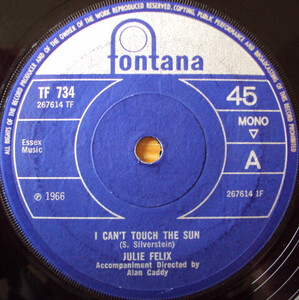 ALL RIGHTS OF THE RECORD PRODUCER AND OF THE OWNER OF THE WORK REPRODUCED RESERVED
COPYING, PUBLIC PERFORMANCE AND BROADCASTING OF THIS RECORD PROHIBITED
fontana
TF 734
267614 TF
45
MONO
Essex
Music
A
℗ 1966
267614 1F
I CAN'T TOUCH THE SUN
(S. Silverstein)
JULIE FELIX
Accompaniment Directed by
Alan Caddy